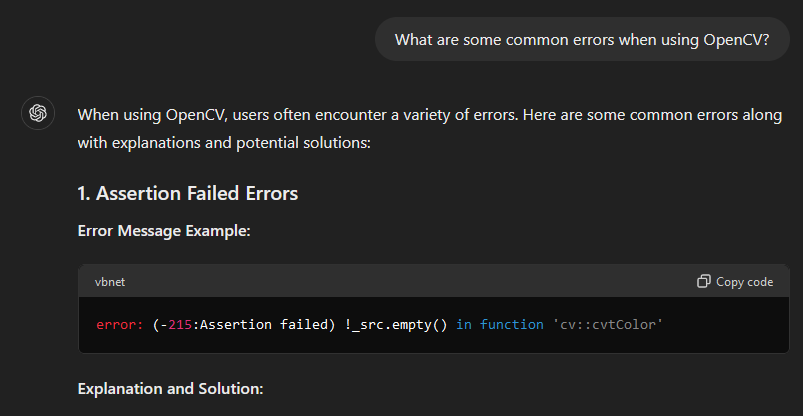 What are some common errors when using OpenCV?
When using OpenCV, users often encounter a variety of errors. Here are some common errors along
with explanations and potential solutions:
1. Assertion Failed Errors
Error Message Example:
vbnet Copy code
error: (-215:Assertion failed) !_src.empty() in function 'cv::cvtColor'
Explanation and Solution: